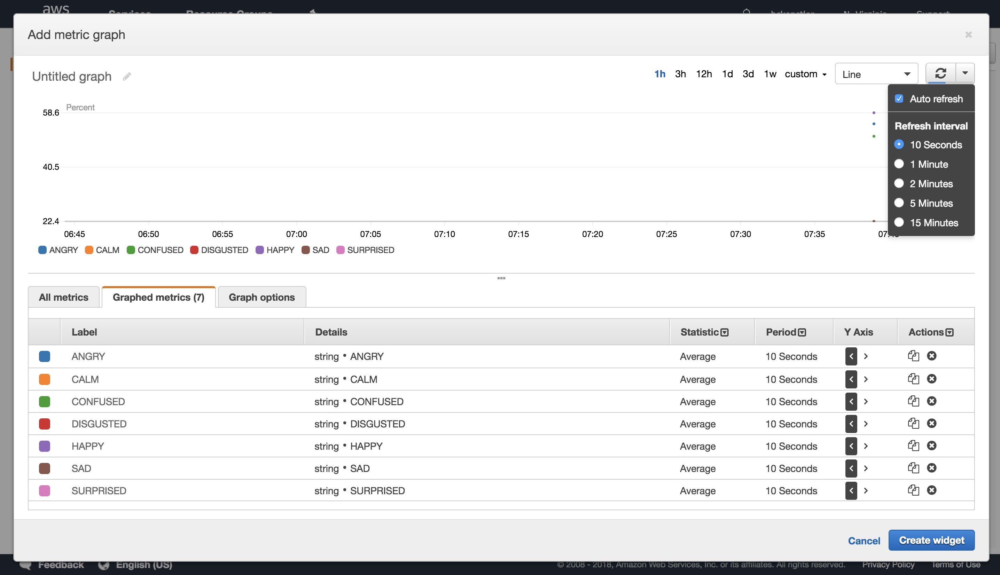 aws Services Resource Groups N. Virginia Support
Add metric graph
Untitled graph 1h 3h 12h 1d 3d 1w custom Line
Auto refresh
Percent
58.6
Refresh interval
10 Seconds
40.5
1 Minute
2 Minutes
5 Minutes
22.4
15 Minutes
06:45 06:50 06:55 07:00 07:05 07:10 07:15 07:20 07:25 07:30 07:35
ANGRY CALM CONFUSED DISGUSTED HAPPY SAD SURPRISED
All metrics Graphed metrics (7) Graph options
Label Details Statistic Period Y Axis Actions
ANGRY string • ANGRY Average 10 Seconds < >
CALM string • CALM Average 10 Seconds < >
CONFUSED string • CONFUSED Average 10 Seconds < >
DISGUSTED string • DISGUSTED Average 10 Seconds < >
HAPPY string • HAPPY Average 10 Seconds < >
SAD string • SAD Average 10 Seconds < >
SURPRISED string • SURPRISED Average 10 Seconds < >
Cancel Create widget
Feedback English (US) © 2008 - 2018, Amazon Web Services, Inc. or its affiliates. All rights reserved. Privacy Policy Terms of Use